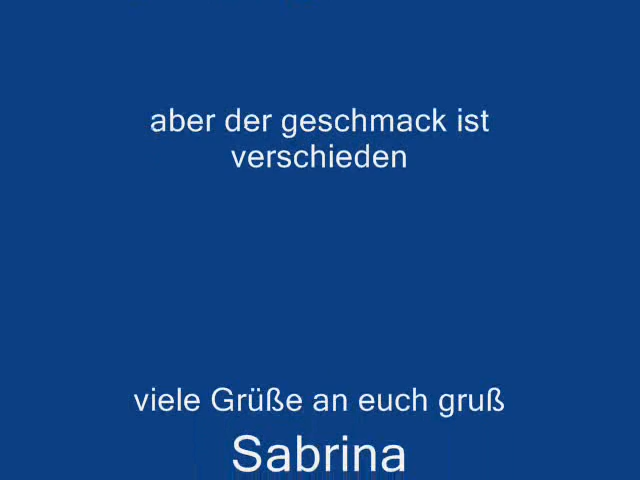 aber der geschmack ist
verschieden
viele Grüße an euch gruß
Sabrina